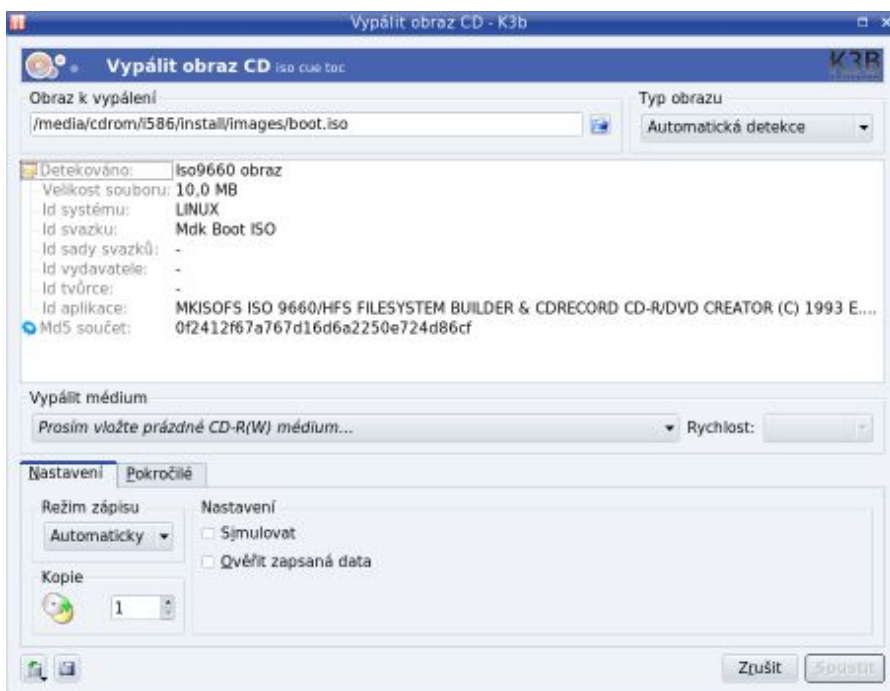 Vypálit obraz CD - K3b
Vypálit obraz CD iso cue toc
K3B
Obraz k vypálení
Typ obrazu
/media/cdrom/i586/install/images/boot.iso
Automatická detekce
Detekováno: Iso9660 obraz
Velikost souboru: 10,0 MB
Id systému: LINUX
Id svazku: Mdk Boot ISO
Id sady svazků: -
Id vydavatele: -
Id tvůrce: -
Id aplikace: MKISOFS ISO 9660/HFS FILESYSTEM BUILDER & CDRECORD CD-R/DVD CREATOR (C) 1993 E....
Md5 součet: 0f2412f67a767d16d6a2250e724d86cf
Vypálit médium
Prosím vložte prázdné CD-R(W) médium...
Rychlost:
Nastavení Pokročilé
Režim zápisu
Automaticky
Kopie
1
Nastavení
Simulovat
Ověřit zapsaná data
Zrušit
Spustit